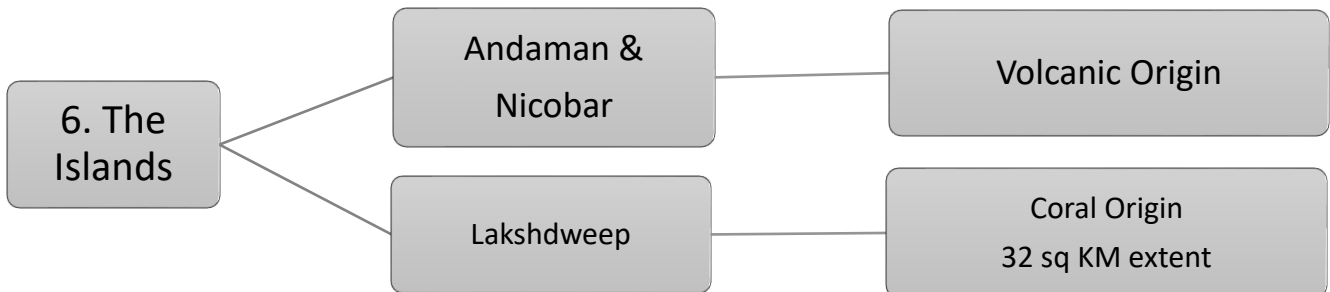 6. The
Islands
Andaman &
Nicobar
Volcanic Origin
Lakshdweep
Coral Origin
32 sq KM extent